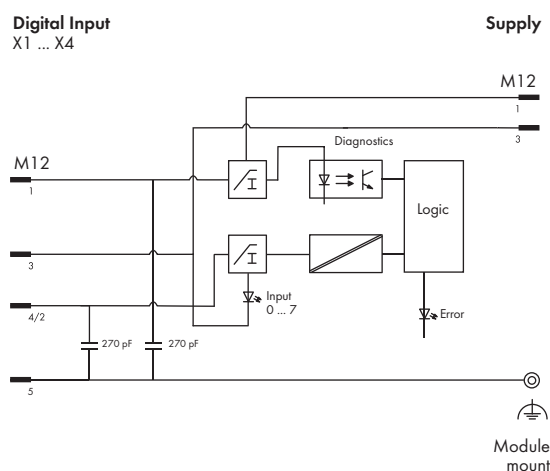 Digital Input
X1 ... X4
Supply
M12
1
3
Diagnostics
M12
1
Logic
3
Input
0 ... 7
4/2
Error
270 pF
270 pF
5
Module
mount